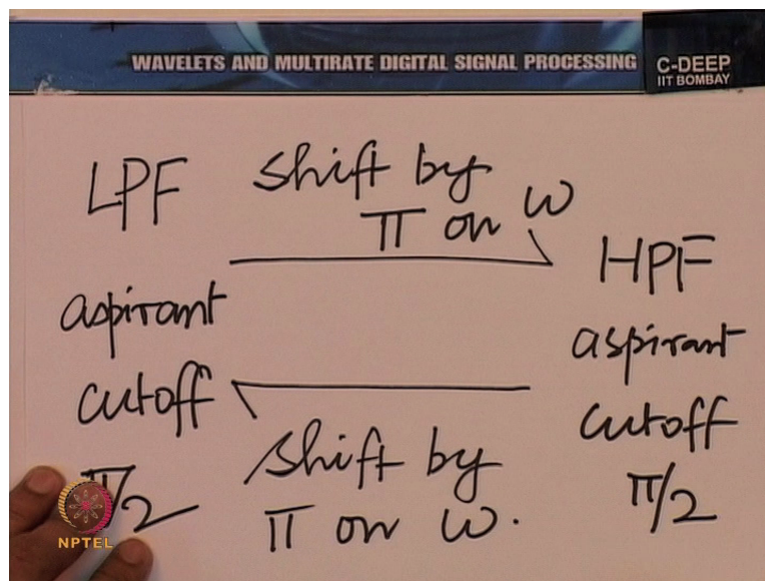 WAVELETS AND MULTIRATE DIGITAL SIGNAL PROCESSING
C-DEEP
IIT BOMBAY
LPF
aspirant
cutoff
π/2
shift by
π on ω
shift by
π on ω.
HPF
aspirant
cutoff
π/2
NPTEL